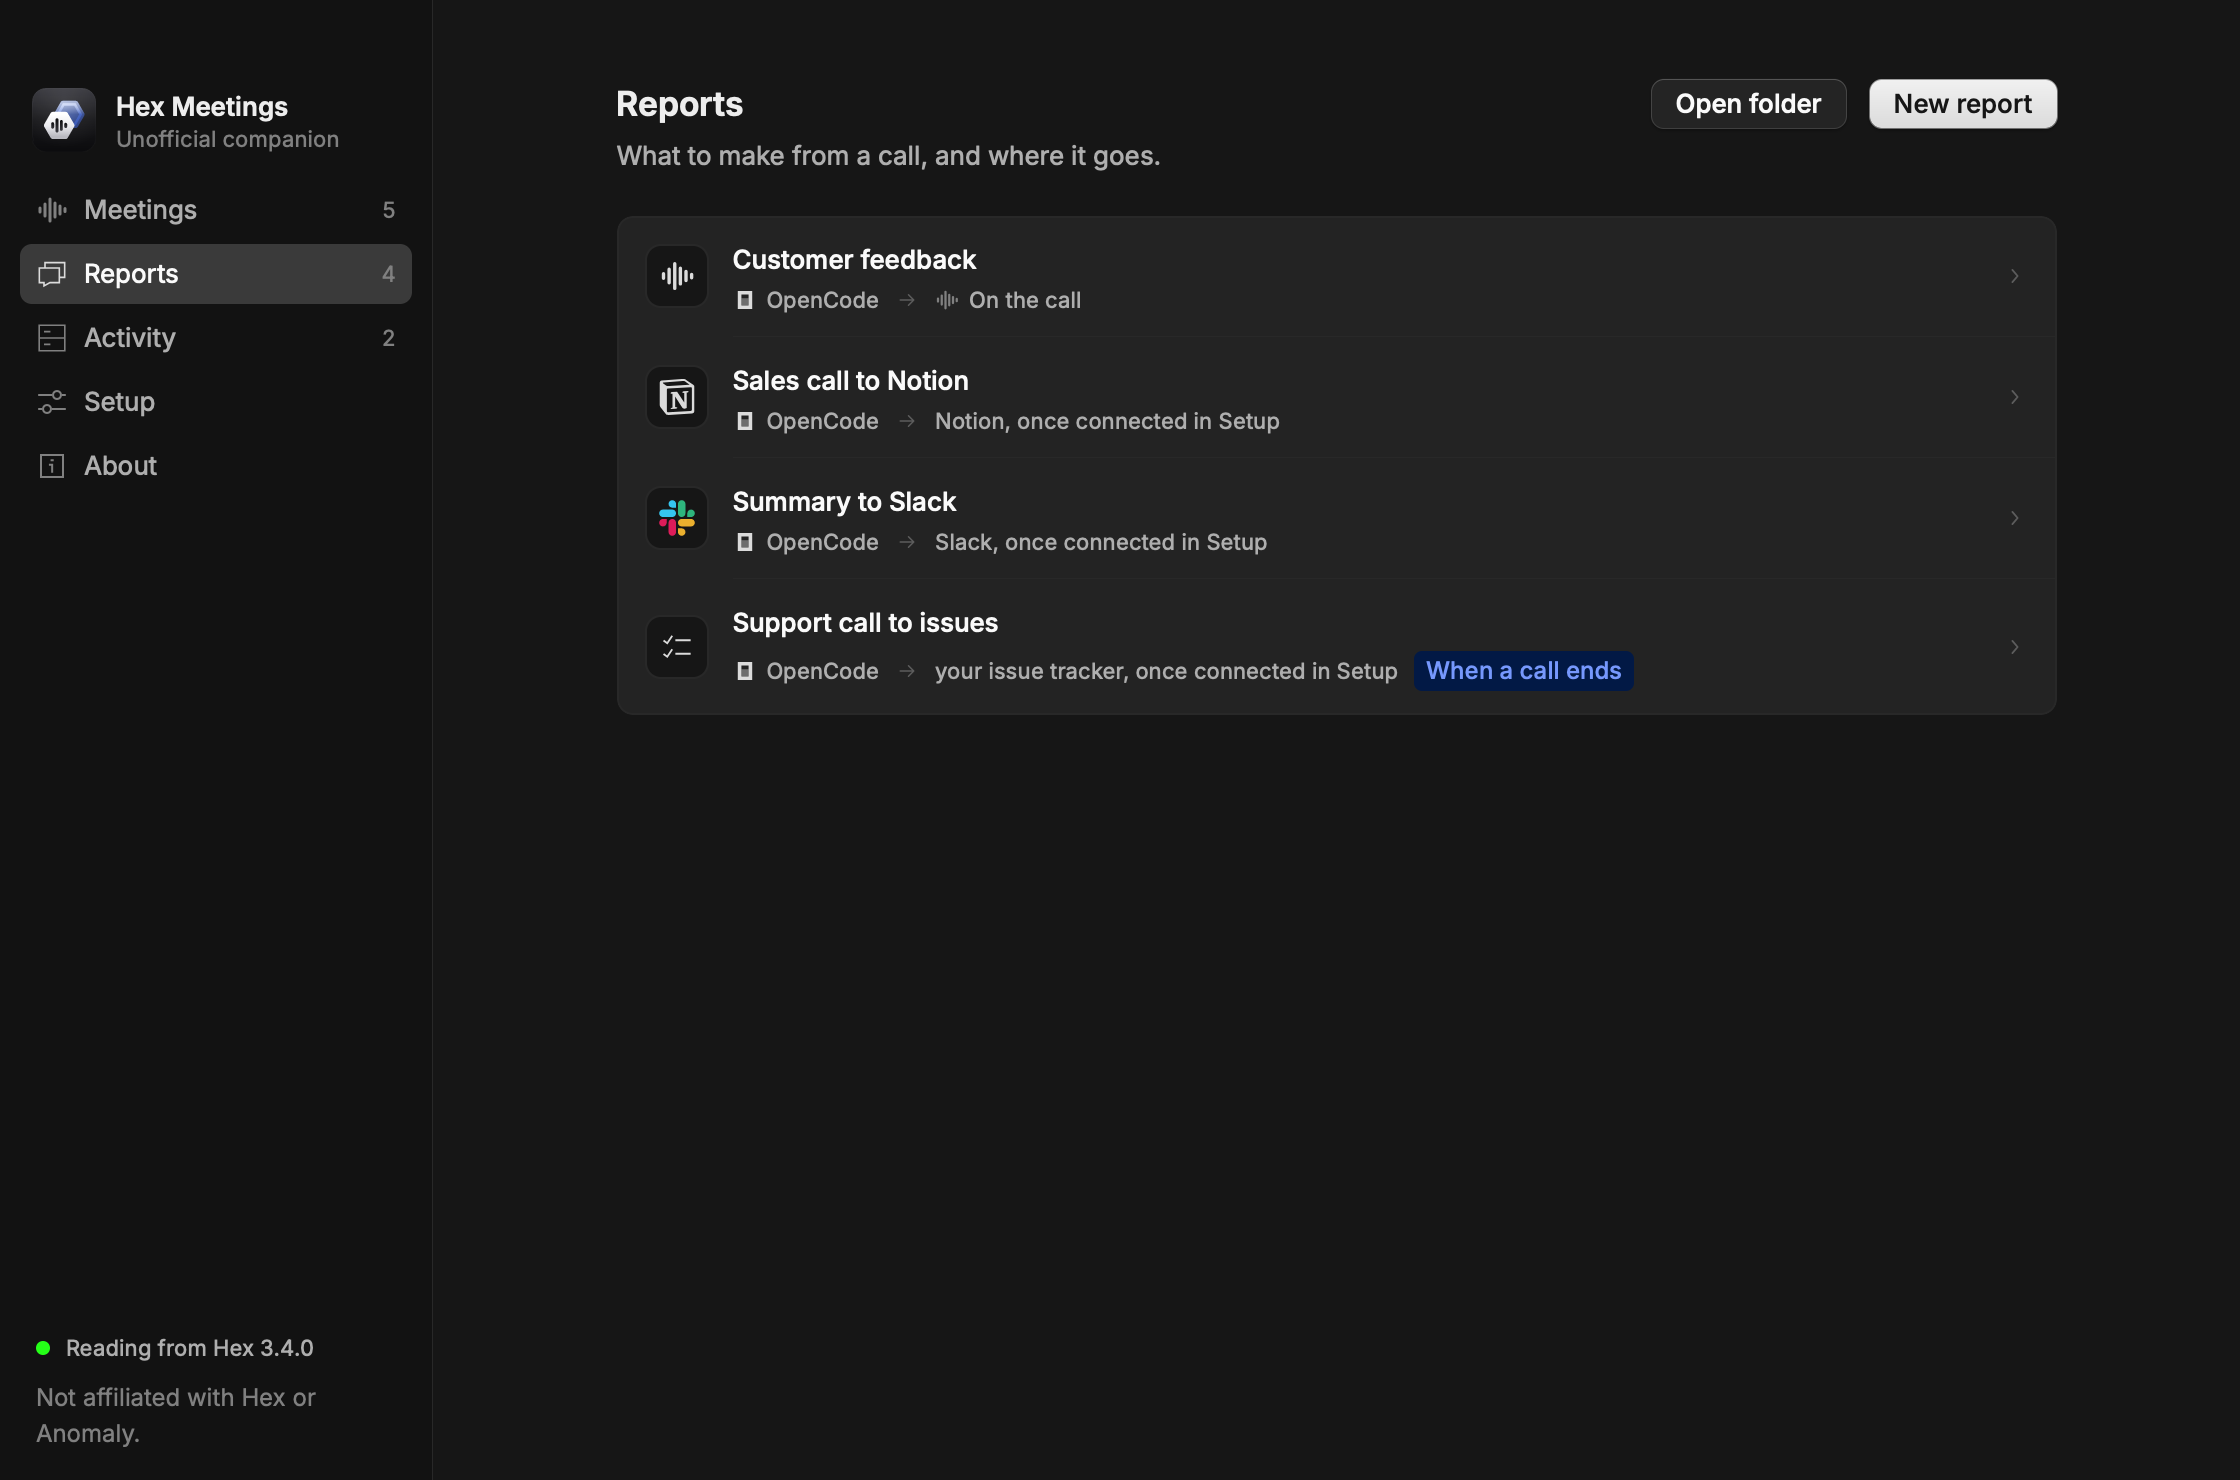 Hex Meetings
Unofficial companion
Meetings 5
Reports 4
Activity 2
Setup
About
Reading from Hex 3.4.0
Not affiliated with Hex or
Anomaly.
Reports
What to make from a call, and where it goes.
Open folder
New report
Customer feedback
OpenCode → On the call
Sales call to Notion
OpenCode → Notion, once connected in Setup
Summary to Slack
OpenCode → Slack, once connected in Setup
Support call to issues
OpenCode → your issue tracker, once connected in Setup When a call ends